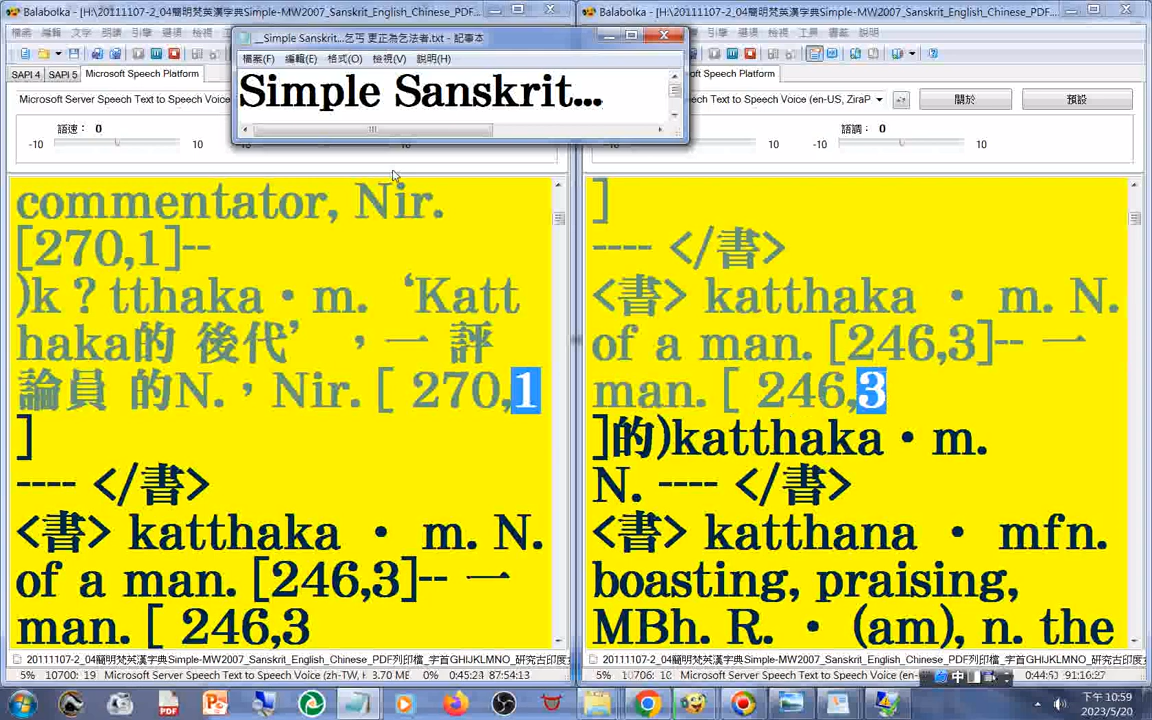 Balabolka - [H:\20111107-2_04簡明梵英漢字典Simple-MW2007_Sanskrit_English_Chinese_PDF...
Balabolka - [H:\20111107-2_04簡明梵英漢字典Simple-MW2007_Sanskrit_English_Chinese_PDF...
__Simple Sanskrit...乞丐 更正為乞法者.txt - 記事本
檔案(F) 編輯(E) 格式(O) 檢視(V) 說明(H)
Simple Sanskrit...
SAPI 4 SAPI 5 Microsoft Speech Platform
Microsoft Server Speech Text to Speech Voice
語速： 0
-10 10
10
ch Platform
ech Text to Speech Voice (en-US, ZiraP
關於 預設
語調： 0
-10 10
commentator, Nir.
[270,1]--
)k？tthaka • m. ‘Katt
haka的 後代’ ，一 評
論員 的N.，Nir. [ 270,1
]
---- </書>
<書> katthaka • m. N.
of a man. [246,3]-- 一
man. [ 246,3
]
---- </書>
<書> katthaka • m. N.
of a man. [246,3]-- 一
man. [ 246,3
]的)katthaka • m.
N. ---- </書>
<書> katthana • mfn.
boasting, praising,
MBh. R. • (am), n. the
20111107-2_04簡明梵英漢字典Simple-MW2007_Sanskrit_English_Chinese_PDF列印檔_字首GHIJKLMNO_研究古印度
20111107-2_04簡明梵英漢字典Simple-MW2007_Sanskrit_English_Chinese_PDF列印檔_字首GHIJKLMNO_研究古印度
5% 10700: 19 Microsoft Server Speech Text to Speech Voice (zh-TW, 3.70 ME 0% 0:45:24 87:54:13
5% 10706: 10 Microsoft Server Speech Text to Speech Voice 0:44:5 91:16:27
中
PDF
下午 10:59
2023/5/20